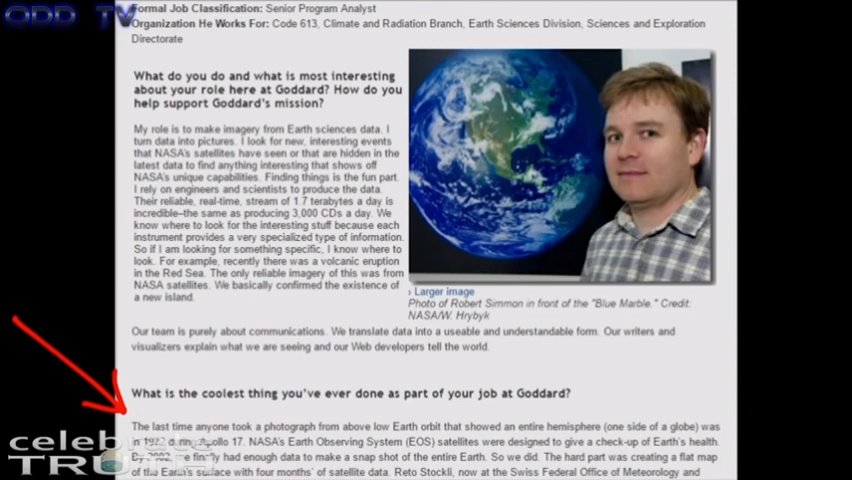 ODD TV
Formal Job Classification: Senior Program Analyst
Organization He Works For: Code 613, Climate and Radiation Branch, Earth Sciences Division, Sciences and Exploration
Directorate
What do you do and what is most interesting
about your role here at Goddard? How do you
help support Goddard's mission?
My role is to make imagery from Earth sciences data. I
turn data into pictures. I look for new, interesting events
that NASA's satellites have seen or that are hidden in the
latest data to find anything interesting that shows off
NASA's unique capabilities. Finding things is the fun part.
I rely on engineers and scientists to produce the data.
Their reliable, real-time, stream of 1.7 terabytes a day is
incredible–the same as producing 3,000 CDs a day. We
know where to look for the interesting stuff because each
instrument provides a very specialized type of information.
So if I am looking for something specific, I know where to
look. For example, recently there was a volcanic eruption
in the Red Sea. The only reliable imagery of this was from
NASA satellites. We basically confirmed the existence of
a new island.
› Larger image
Photo of Robert Simmon in front of the "Blue Marble." Credit:
NASA/W. Hrybyk
Our team is purely about communications. We translate data into a useable and understandable form. Our writers and
visualizers explain what we are seeing and our Web developers tell the world.
What is the coolest thing you've ever done as part of your job at Goddard?
The last time anyone took a photograph from above low Earth orbit that showed an entire hemisphere (one side of a globe) was
in 1972 during Apollo 17. NASA's Earth Observing System (EOS) satellites were designed to give a check-up of Earth's health.
By 2002, we finally had enough data to make a snap shot of the entire Earth. So we did. The hard part was creating a flat map
of the Earth's surface with four months' of satellite data. Reto Stockli, now at the Swiss Federal Office of Meteorology and
celebrate
TRUTH